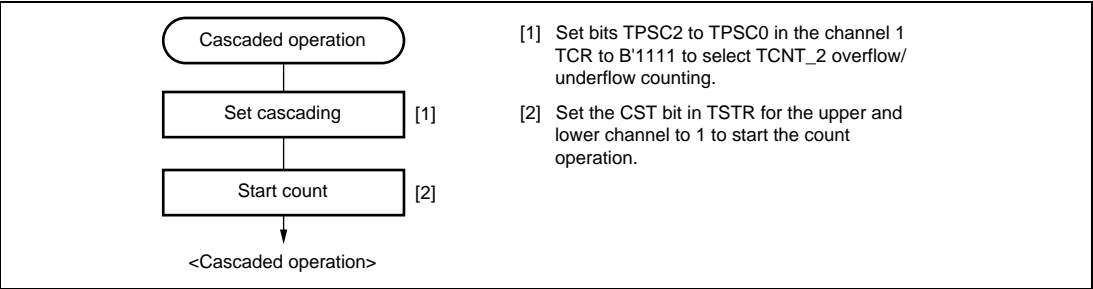 Cascaded operation
Set cascading
[1]
Start count
[2]
<Cascaded operation>
[1] Set bits TPSC2 to TPSC0 in the channel 1
TCR to B'1111 to select TCNT_2 overflow/
underflow counting.
[2] Set the CST bit in TSTR for the upper and
lower channel to 1 to start the count
operation.